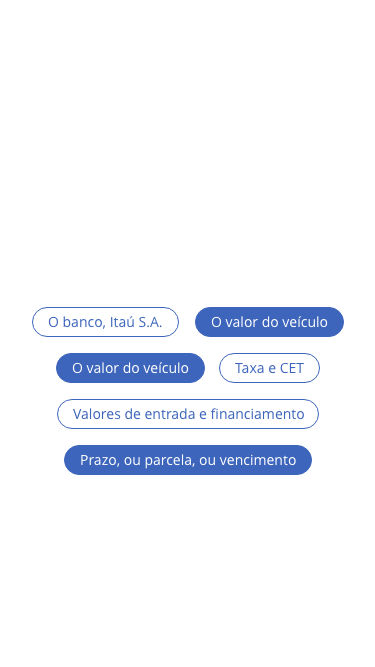 O banco, Itaú S.A. O valor do veículo
O valor do veículo Taxa e CET
Valores de entrada e financiamento
Prazo, ou parcela, ou vencimento